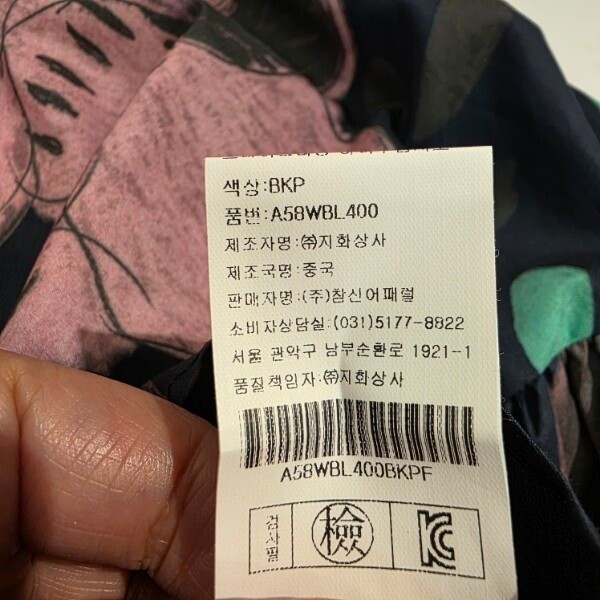 색상:BKP
품번:A58WBL400
제조자명:㈜지화상사
제조국명:중국
판매자명:(주)참신어패럴
소비자상담실:(031)5177-8822
서울 관악구 남부순환로 1921-1
품질책임자:㈜지화상사
A58WBL400BKPF
검사필
檢
KC